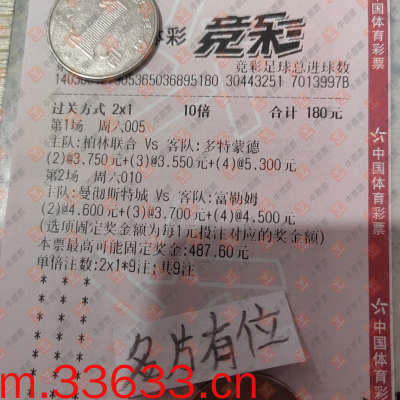 竞彩
竞彩足球总进球数
05365036895180 30443251 7013997B
过关方式 2x1 10倍 合计 180元
第1场 周六005
主队:柏林联合 Vs 客队:多特蒙德
(2)@3.750元+(3)@3.550元+(4)@5.300元
第2场 周六010
主队:曼彻斯特城 Vs 客队:富勒姆
(2)@4.600元+(3)@3.700元+(4)@4.500元
(选项固定奖金额为每1元投注对应的奖金额)
本票最高可能固定奖金:487.60元
单倍注数:2x1*9注;共9注
名片有位
m.33633.cn
国体育彩票
中国体育彩票
中国体育彩票